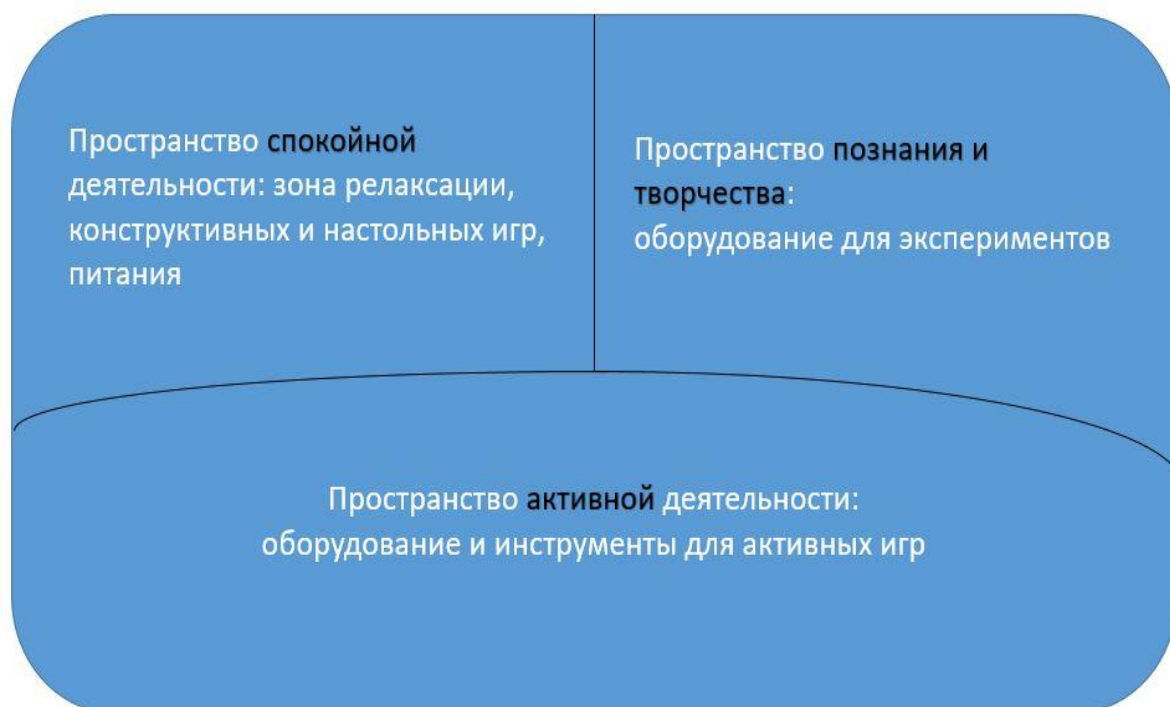 Пространство спокойной
деятельности: зона релаксации,
конструктивных и настольных игр,
питания
Пространство познания и
творчества:
оборудование для экспериментов
Пространство активной деятельности:
оборудование и инструменты для активных игр